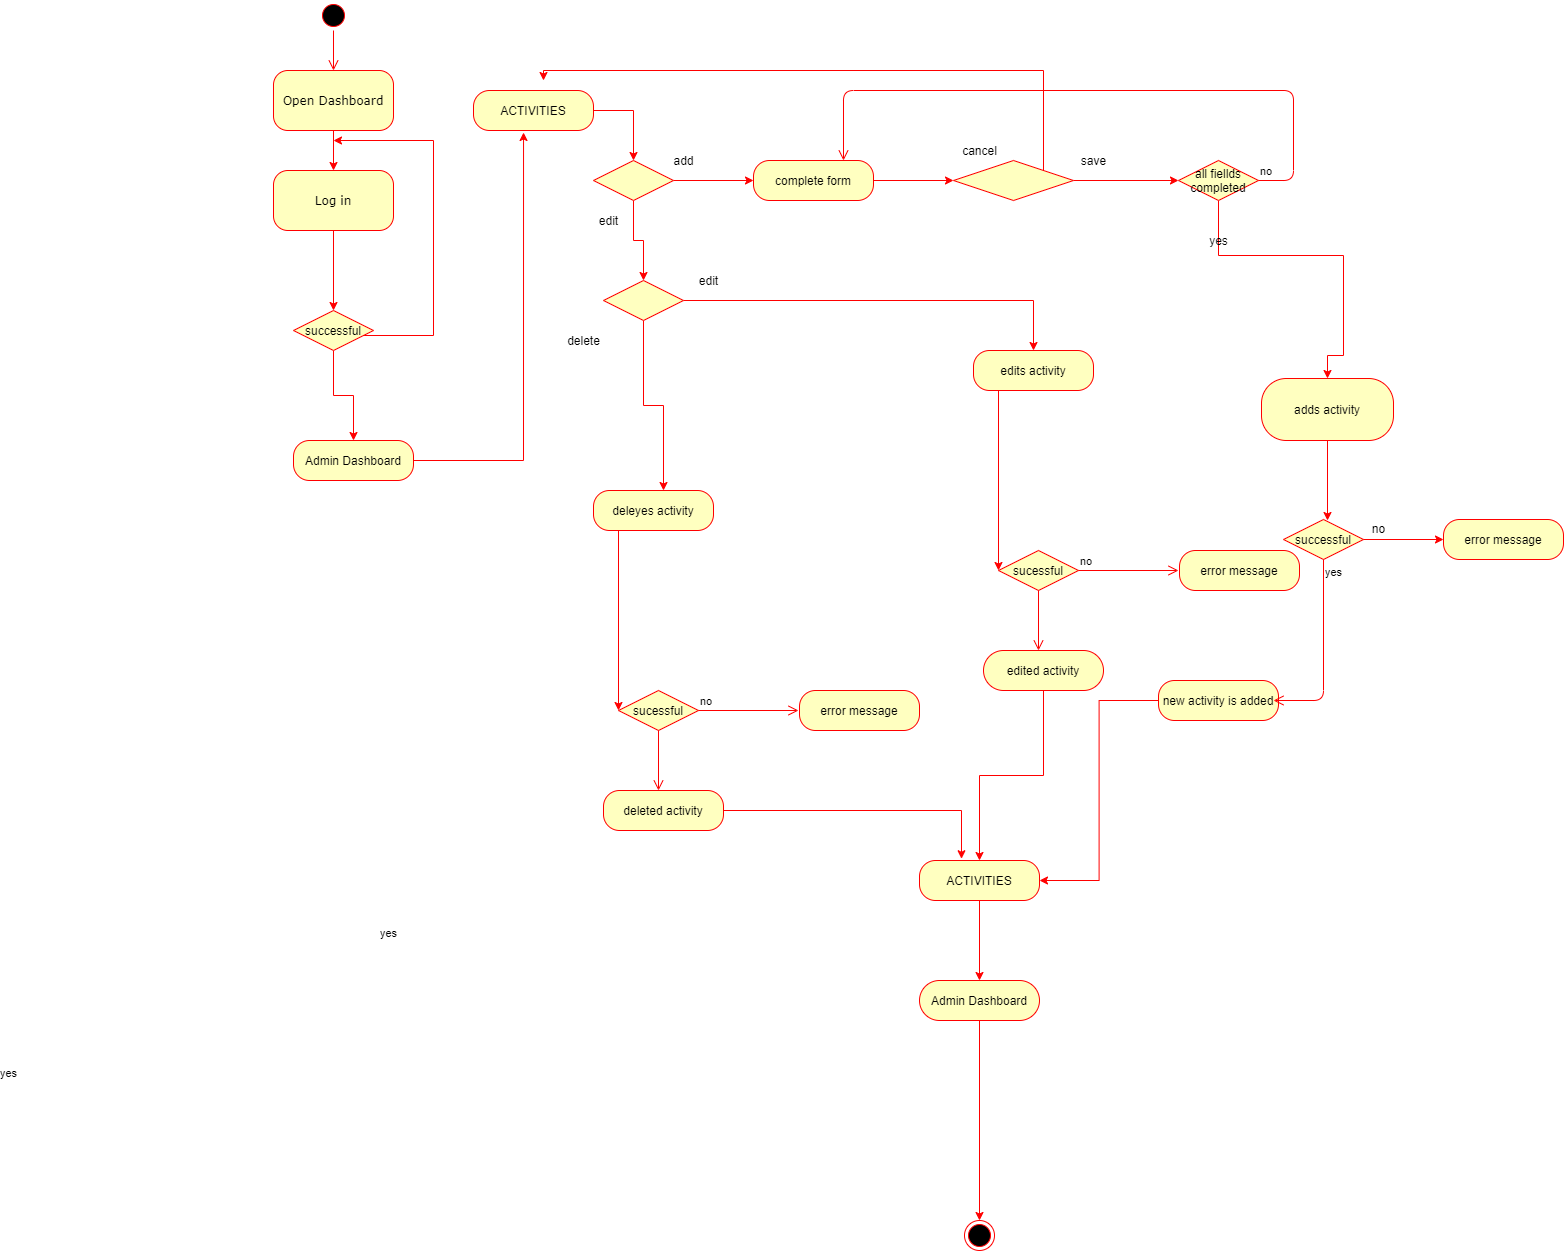 Open Dashboard
ACTIVITIES
cancel
add
save
all fiellds
completed
no
complete form
Log in
edit
yes
edit
successful
delete
edits activity
adds activity
Admin Dashboard
deleyes activity
no
successful
error message
no
sucessful
error message
yes
edited activity
no
new activity is added
sucessful
error message
deleted activity
ACTIVITIES
yes
Admin Dashboard
yes